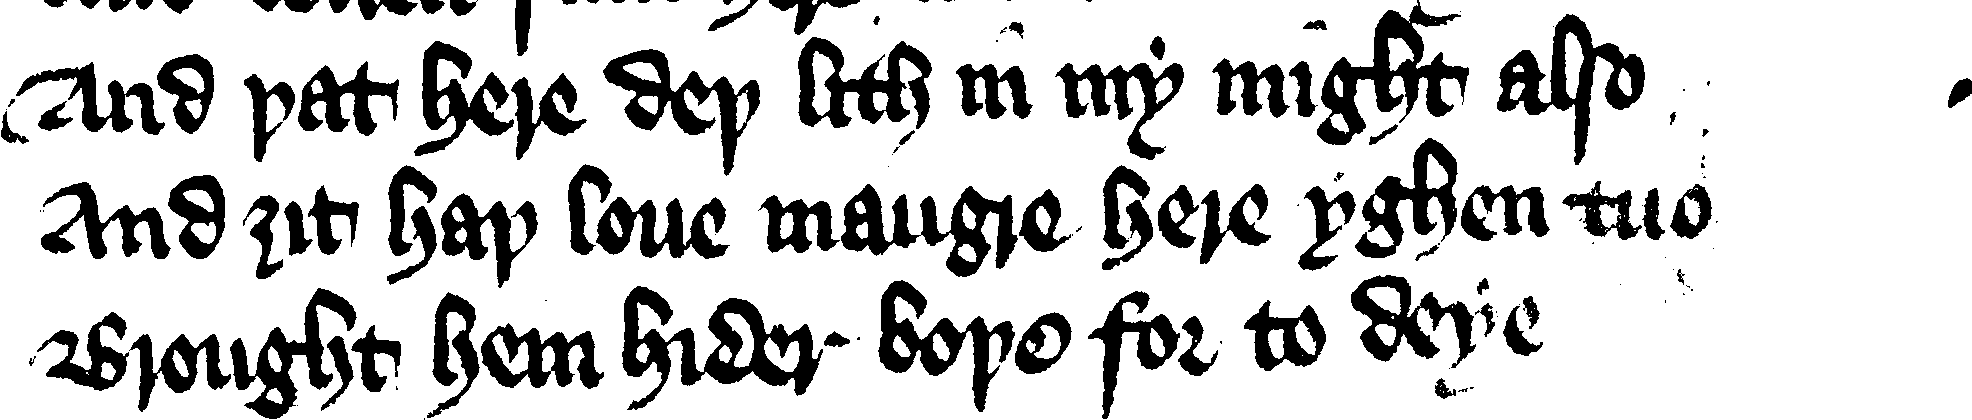 And þat here deþ lith in my might also
And ȝit haþ loue maugre here yghen tuo
Brought hem hider boþe for to deye